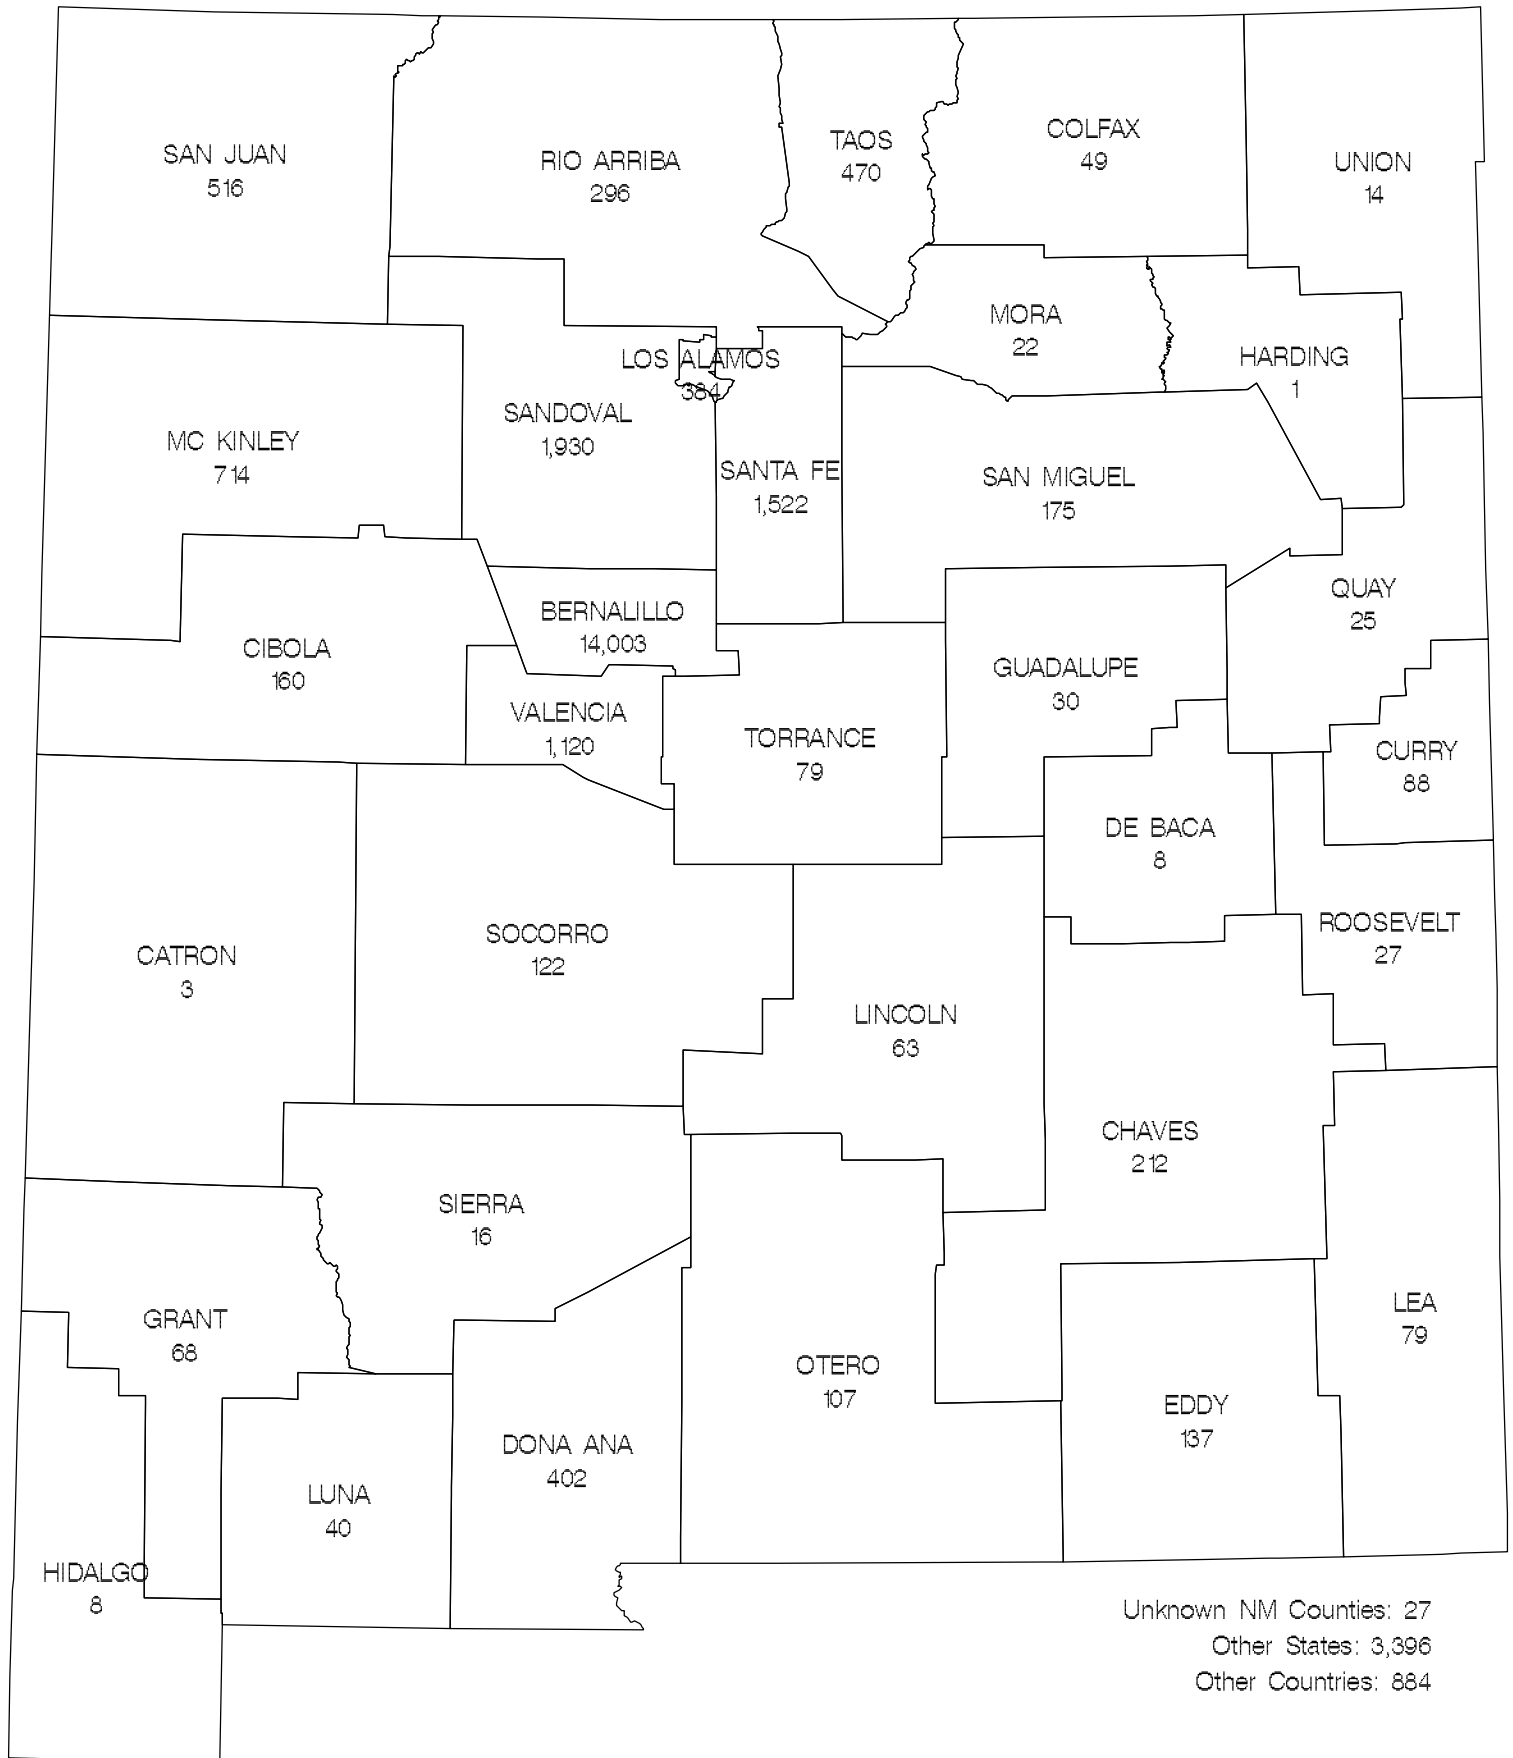 SAN JUAN
516
RIO ARRIBA
296
TAOS
470
COLFAX
49
UNION
14
MORA
22
HARDING
1
LOS ALAMOS
384
SANDOVAL
1,930
MC KINLEY
714
SANTA FE
1,522
SAN MIGUEL
175
QUAY
25
BERNALILLO
14,003
CIBOLA
160
GUADALUPE
30
VALENCIA
1,120
TORRANCE
79
CURRY
88
DE BACA
8
ROOSEVELT
27
SOCORRO
122
CATRON
3
LINCOLN
63
CHAVES
212
SIERRA
16
LEA
79
GRANT
68
OTERO
107
EDDY
137
DONA ANA
402
LUNA
40
HIDALGO
8
Unknown NM Counties: 27
Other States: 3,396
Other Countries: 884